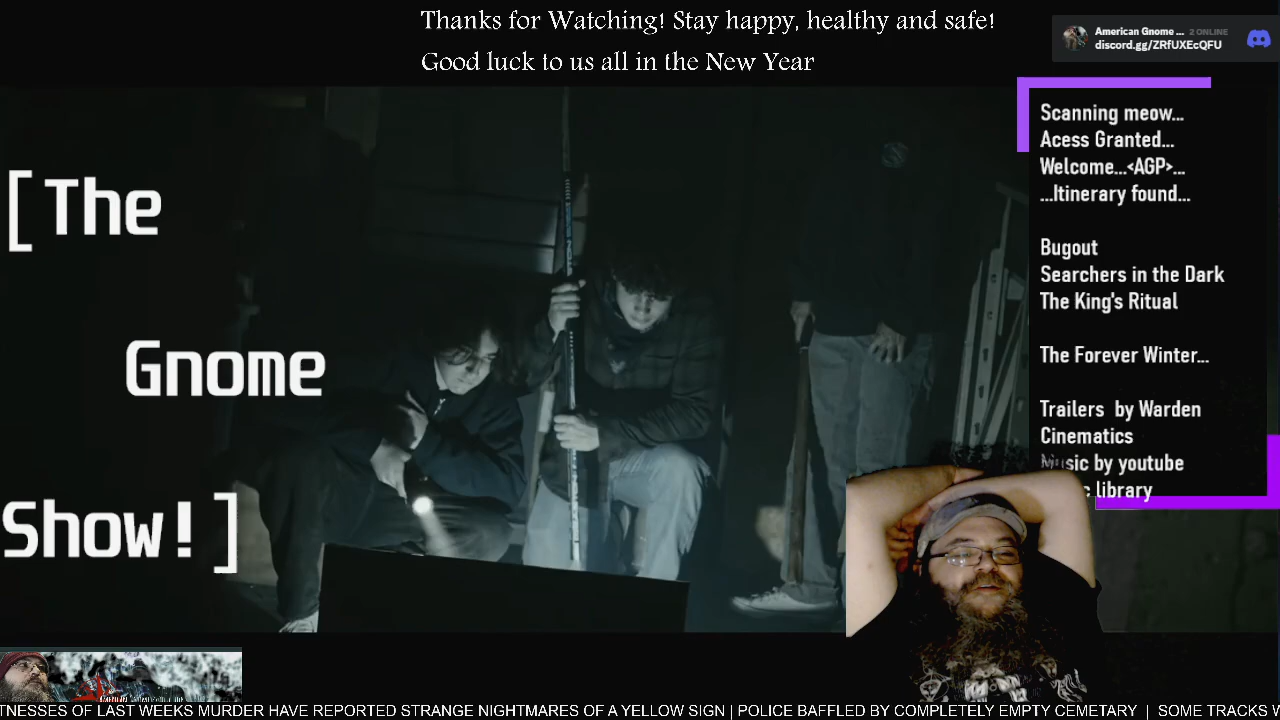 Thanks for Watching! Stay happy, healthy and safe!
Good luck to us all in the New Year
American Gnome ... 2 ONLINE
discord.gg/ZRfUXEcQFU
[The
Gnome
Show!]
Scanning meow...
Acess Granted...
Welcome...<AGP>...
...Itinerary found...
Bugout
Searchers in the Dark
The King's Ritual
The Forever Winter...
Trailers by Warden
Cinematics
Music by youtube
library
TNESSES OF LAST WEEKS MURDER HAVE REPORTED STRANGE NIGHTMARES OF A YELLOW SIGN | POLICE BAFFLED BY COMPLETELY EMPTY CEMETARY | SOME TRACKS W